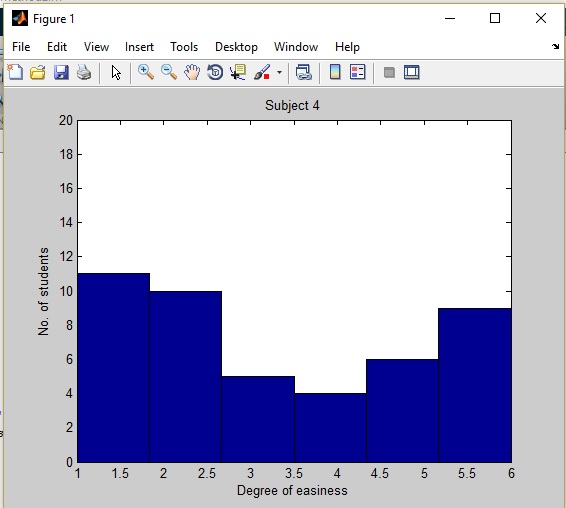 Figure 1
File Edit View Insert Tools Desktop Window Help
Subject 4
20
18
16
14
12
10
8
6
4
2
0
No. of students
1 1.5 2 2.5 3 3.5 4 4.5 5 5.5 6
Degree of easiness